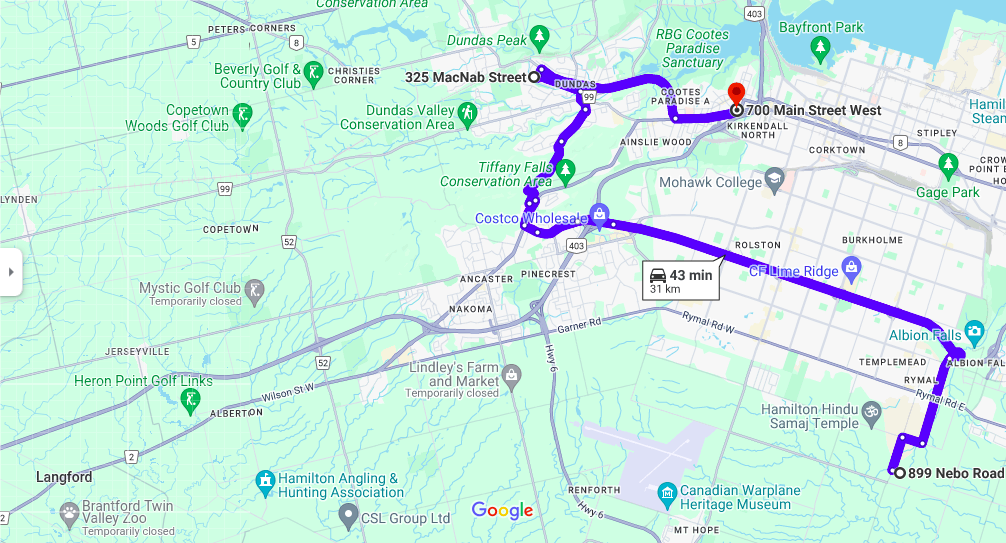 Conservation Area
403
PETERS CORNERS
5
8
Dundas Peak
RBG Cootes
Paradise
Sanctuary
Bayfront Park
Beverly Golf &
Country Club
CHRISTIES
CORNER
325 MacNab Street
DUNDAS
99
COOTES
PARADISE A
700 Main Street West
Copetown
Woods Golf Club
Dundas Valley
Conservation Area
KIRKENDALL
NORTH
STIPLEY
AINSLIE WOOD
8
CORKTOWN
Tiffany Falls
Conservation Area
Mohawk College
Gage Park
99
LYNDEN
COPETOWN
52
Costco Wholesale
403
ROLSTON
BURKHOLME
43 min
31 km
CF Lime Ridge
ANCASTER
PINECREST
Mystic Golf Club
Temporarily closed
NAKOMA
Garner Rd
Rymal Rd W
Albion Falls
JERSEYVILLE
52
Hwy 6
TEMPLEMEAD
ALBION FAL
Heron Point Golf Links
Lindley's Farm
and Market
Temporarily closed
RYMAL
Rymal Rd E
ALBERTON
Wilson St W
Hamilton Hindu
Samaj Temple
2
Langford
899 Nebo Road
Hamilton Angling &
Hunting Association
RENFORTH
Canadian Warplane
Heritage Museum
Brantford Twin
Valley Zoo
Temporarily closed
CSL Group Ltd
Google
Hwy 6
MT HOPE